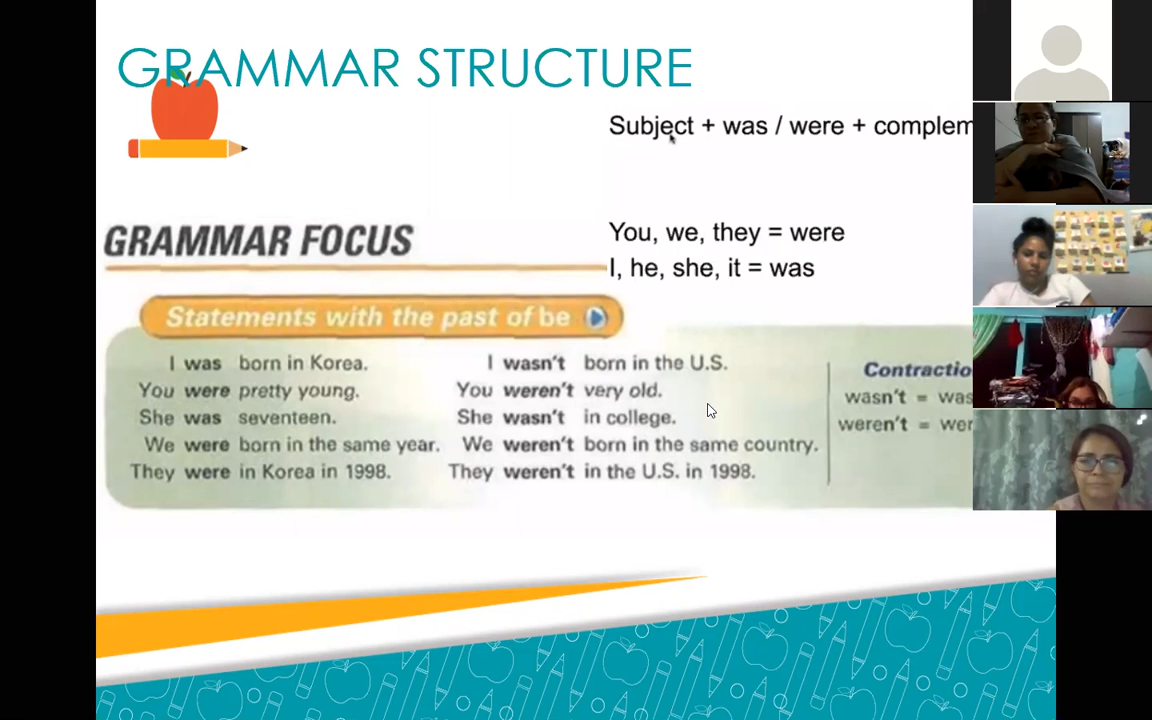 GRAMMAR STRUCTURE
Subject + was / were + complem
GRAMMAR FOCUS
You, we, they = were
I, he, she, it = was
Statements with the past of be
I was born in Korea. I wasn't born in the U.S.
You were pretty young. You weren't very old.
She was seventeen. She wasn't in college.
We were born in the same year. We weren't born in the same country.
They were in Korea in 1998. They weren't in the U.S. in 1998.
Contractio
wasn't = was
weren't = wer